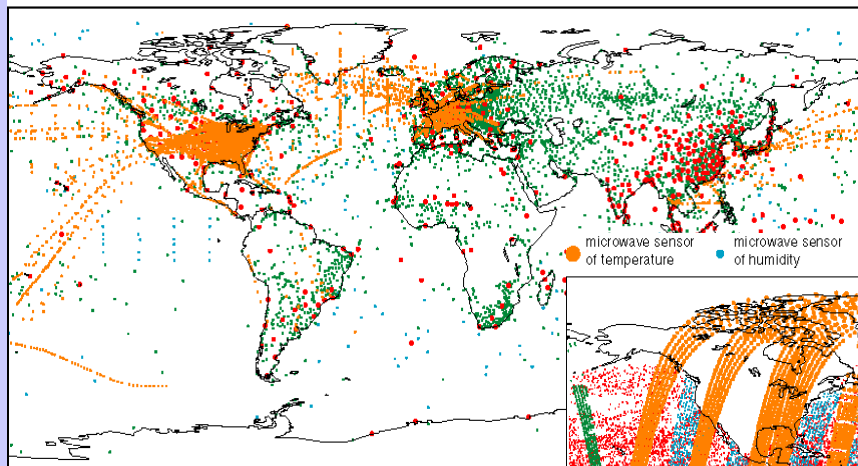 microwave sensor
of temperature
microwave sensor
of humidity